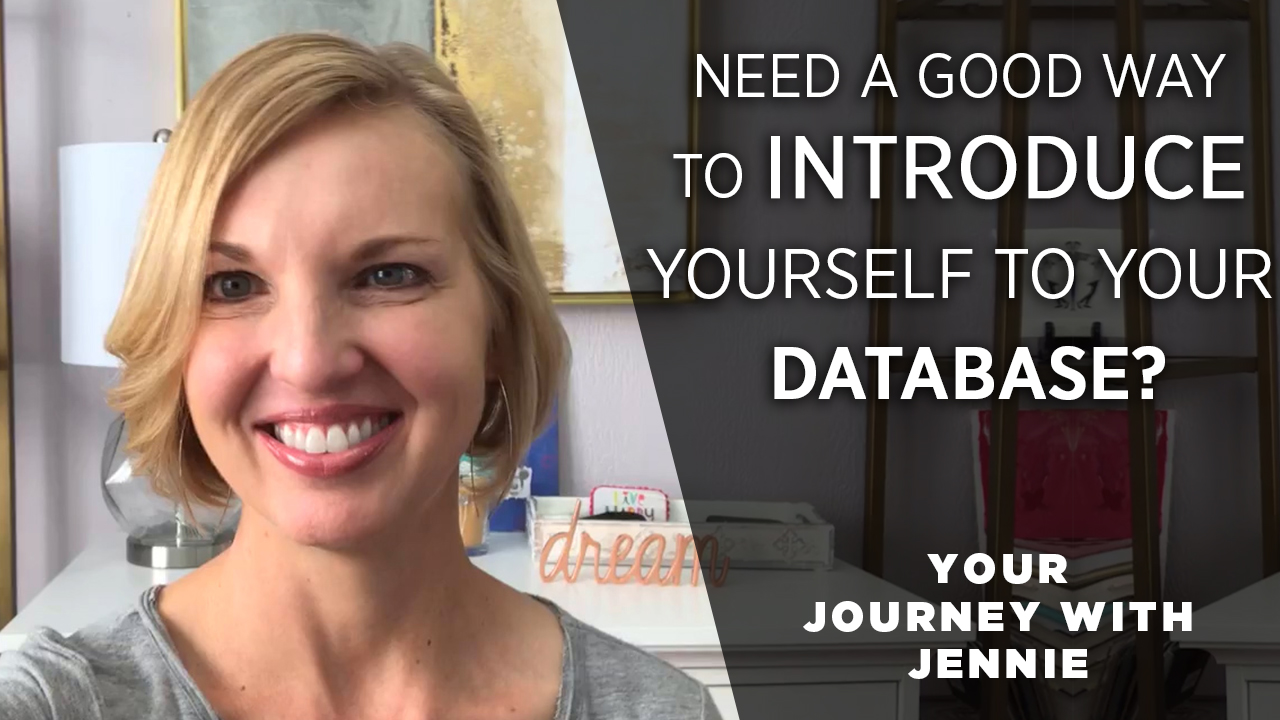 NEED A GOOD WAY
TO INTRODUCE
YOURSELF TO YOUR
DATABASE?
LIVE
HAPPY
dream
YOUR
JOURNEY WITH
JENNIE